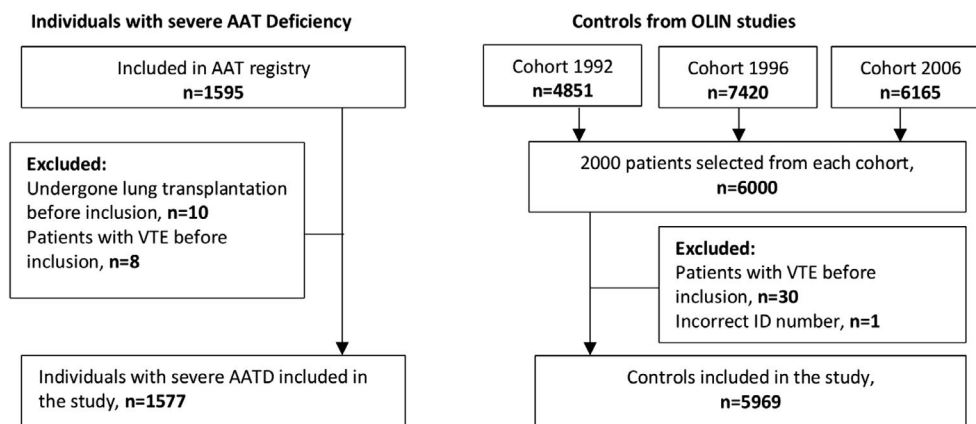 Individuals with severe AAT Deficiency
Included in AAT registry
n=1595
Excluded:
Undergone lung transplantation
before inclusion, n=10
Patients with VTE before
inclusion, n=8
Individuals with severe AATD included in
the study, n=1577
Controls from OLIN studies
Cohort 1992
n=4851
Cohort 1996
n=7420
Cohort 2006
n=6165
2000 patients selected from each cohort,
n=6000
Excluded:
Patients with VTE before
inclusion, n=30
Incorrect ID number, n=1
Controls included in the study,
n=5969